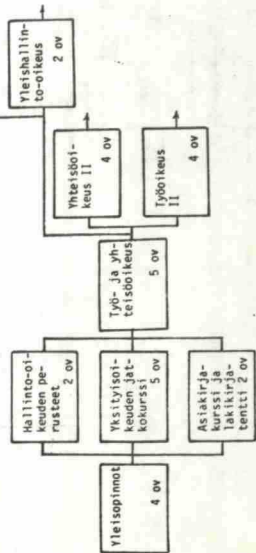 Yleishallin-
to-oikeus
2 ov
Yhteisöoi-
keus II
4 ov
Työoikeus
II
4 ov
Työ- ja yh-
teisöoikeus
5 ov
Hallinto-oi-
keuden pe-
rusteet
2 ov
Yksityisoi-
keuden jat-
kokurssi
5 ov
Asiakirja-
kurssi ja
lakikirja-
tentti 2 ov
Yleisopinnot
4 ov